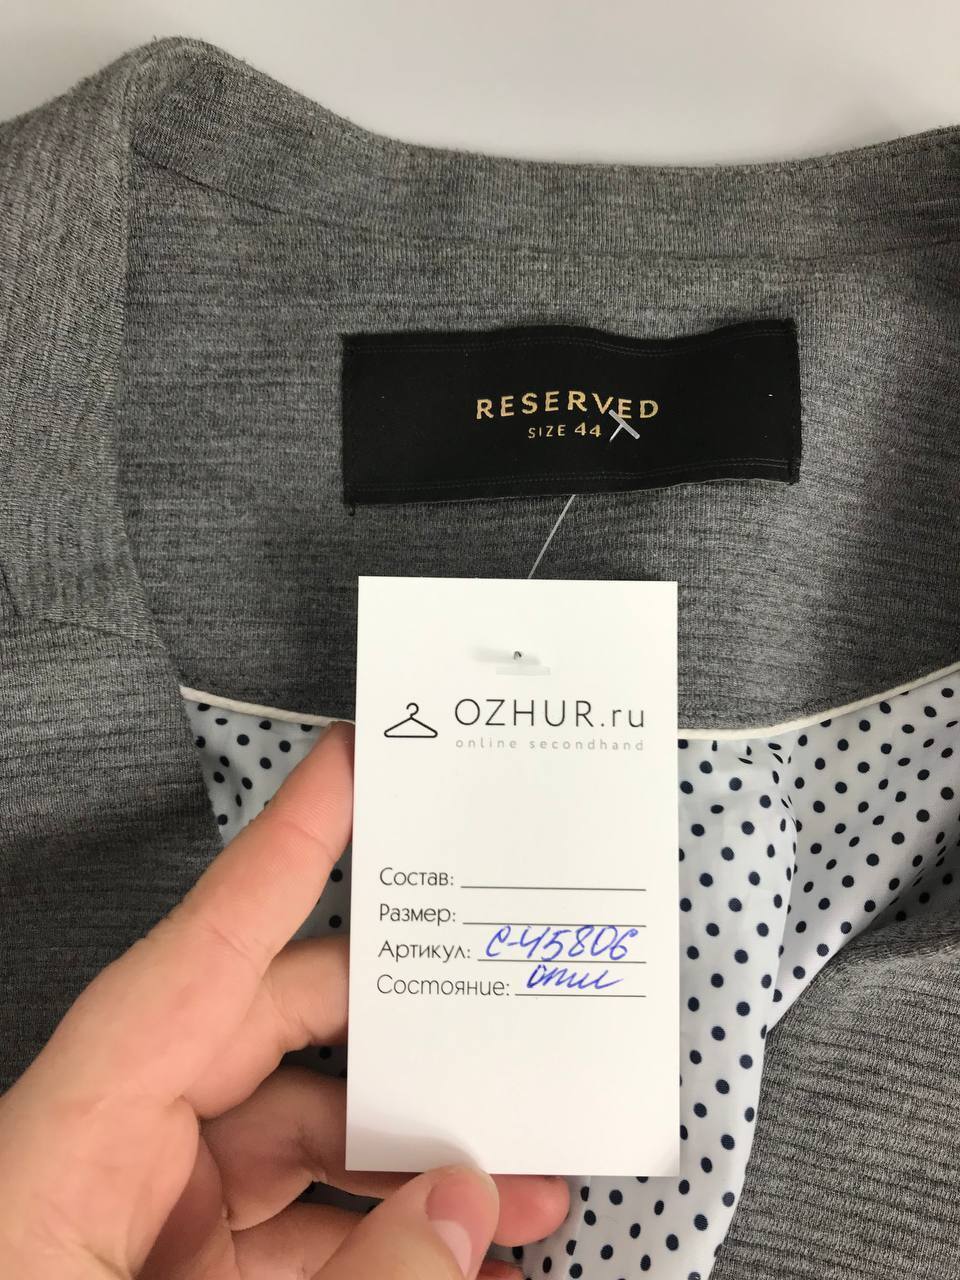 RESERVED
SIZE 44
OZHUR.ru
online secondhand
Состав:
Размер:
Артикул: С-45806
Состояние: отл